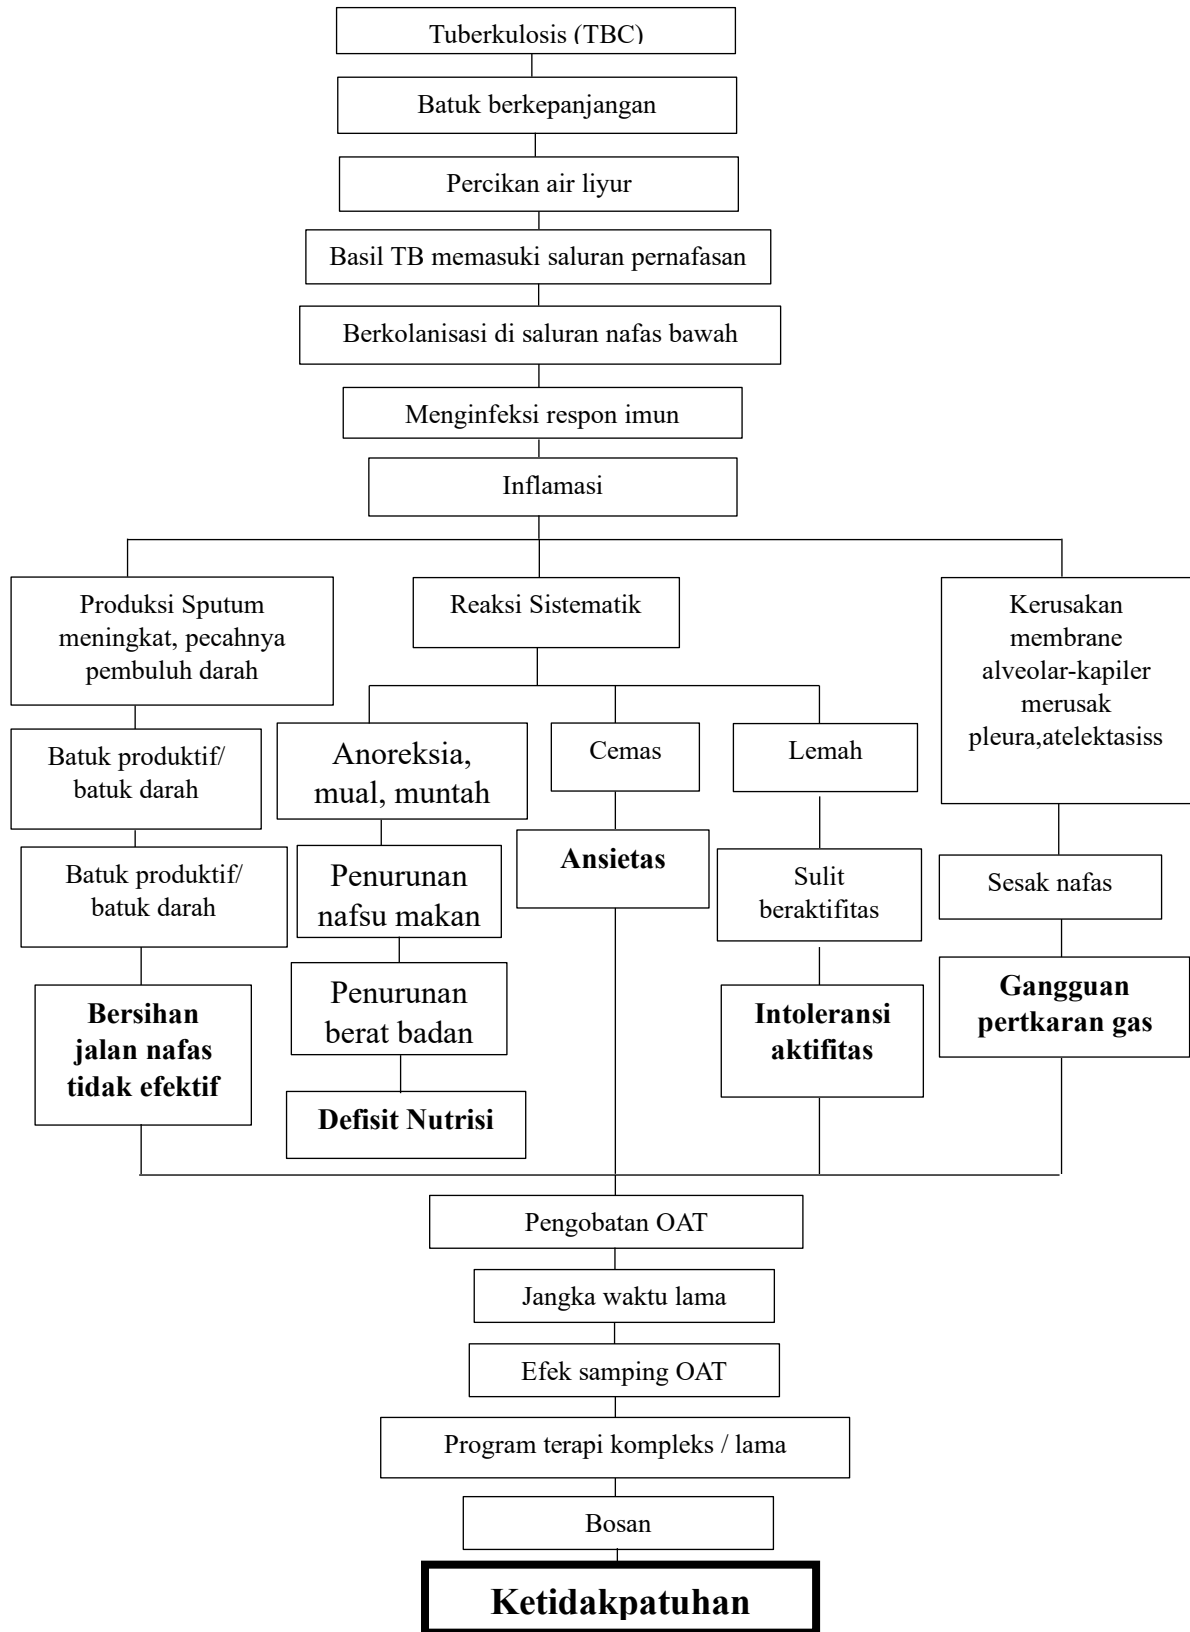 Tuberkulosis (TBC)
Batuk berkepanjangan
Percikan air liyur
Basil TB memasuki saluran pernafasan
Berkolanisasi di saluran nafas bawah
Menginfeksi respon imun
Inflamasi
Produksi Sputum
meningkat, pecahnya
pembuluh darah
Reaksi Sistematik
Kerusakan
membrane
alveolar-kapiler
merusak
pleura,atelektasiss
Batuk produktif/
batuk darah
Anoreksia,
mual, muntah
Cemas
Lemah
Batuk produktif/
batuk darah
Penurunan
nafsu makan
Ansietas
Sulit
beraktifitas
Sesak nafas
Bersihan
jalan nafas
tidak efektif
Penurunan
berat badan
Intoleransi
aktifitas
Gangguan
pertkaran gas
Defisit Nutrisi
Pengobatan OAT
Jangka waktu lama
Efek samping OAT
Program terapi kompleks / lama
Bosan
Ketidakpatuhan